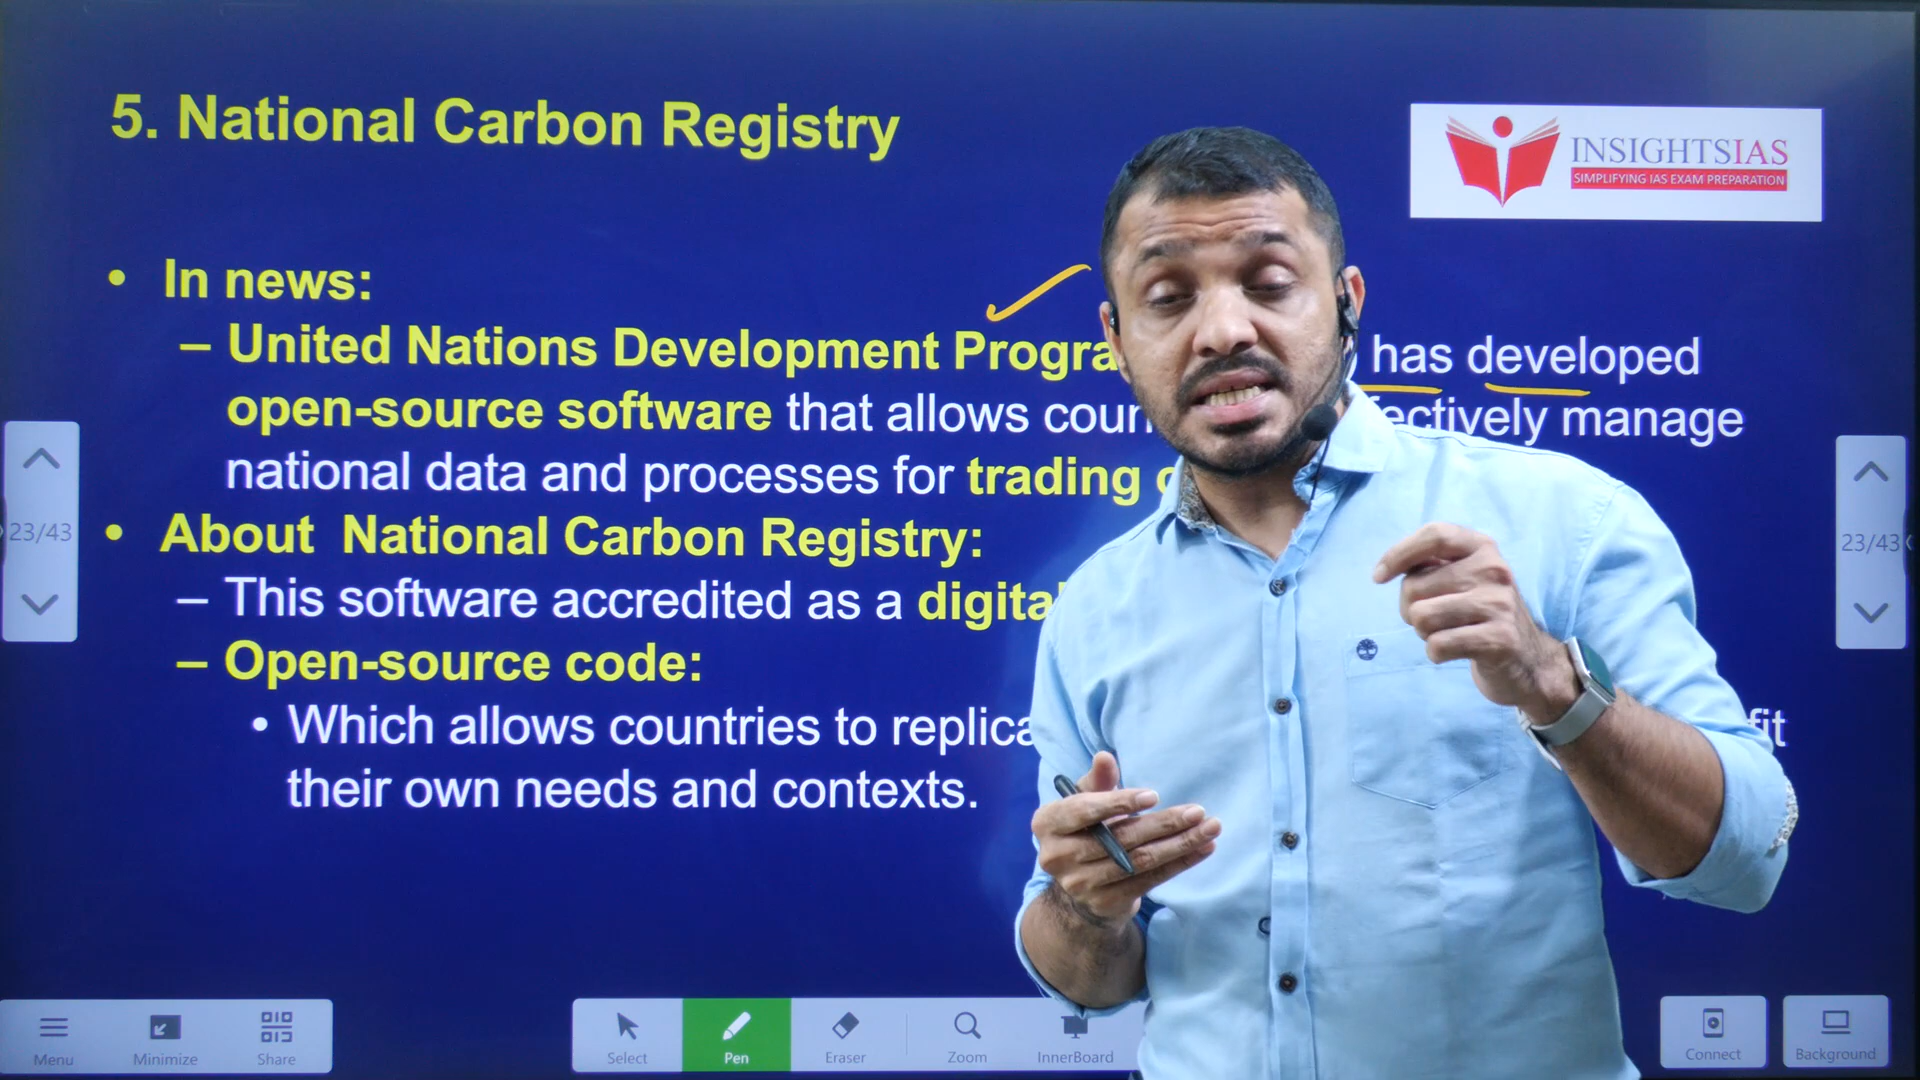 5. National Carbon Registry
INSIGHTSIAS
SIMPLIFYING IAS EXAM PREPARATION
• In news:
– United Nations Development Progra has developed
open-source software that allows coun ectively manage
national data and processes for trading
• About National Carbon Registry:
– This software accredited as a digital
– Open-source code:
• Which allows countries to replica fit
their own needs and contexts.
23/43
23/43
Menu
Minimize
Share
Select
Pen
Eraser
Zoom
InnerBoard
Connect
Background